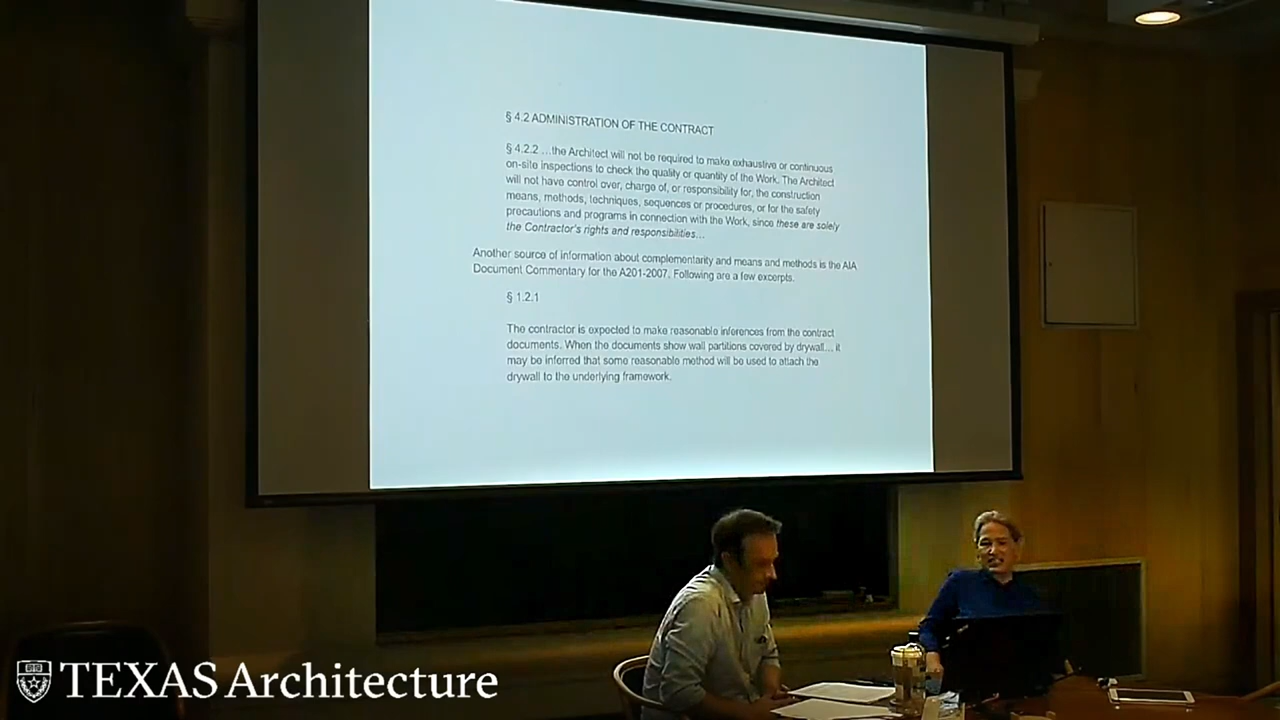 § 4.2 ADMINISTRATION OF THE CONTRACT
§ 4.2.2 ...the Architect will not be required to make exhaustive or continuous
on-site inspections to check the quality or quantity of the Work. The Architect
will not have control over, charge of, or responsibility for, the construction
means, methods, techniques, sequences or procedures, or for the safety
precautions and programs in connection with the Work, since these are solely
the Contractor's rights and responsibilities...
Another source of information about complementarity and means and methods is the AIA
Document Commentary for the A201-2007. Following are a few excerpts.
§ 1.2.1
The contractor is expected to make reasonable inferences from the contract
documents. When the documents show wall partitions covered by drywall... it
may be inferred that some reasonable method will be used to attach the
drywall to the underlying framework.
TEXAS Architecture